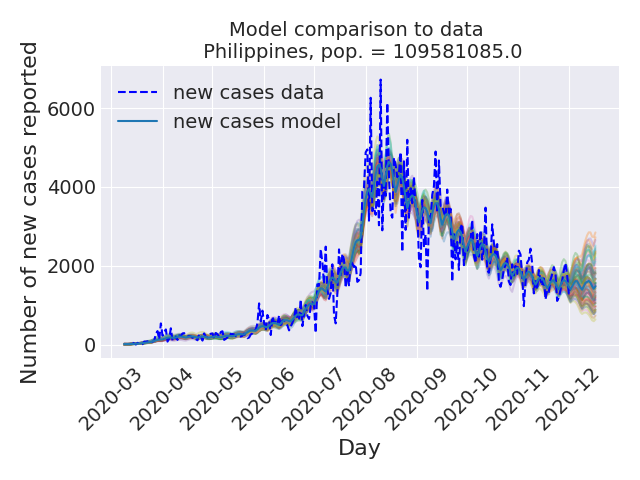 Model comparison to data
Philippines, pop. = 109581085.0
Number of new cases reported
6000
4000
2000
0
new cases data
new cases model
2020-03
2020-04
2020-05
2020-06
2020-07
2020-08
2020-09
2020-10
2020-11
2020-12
Day